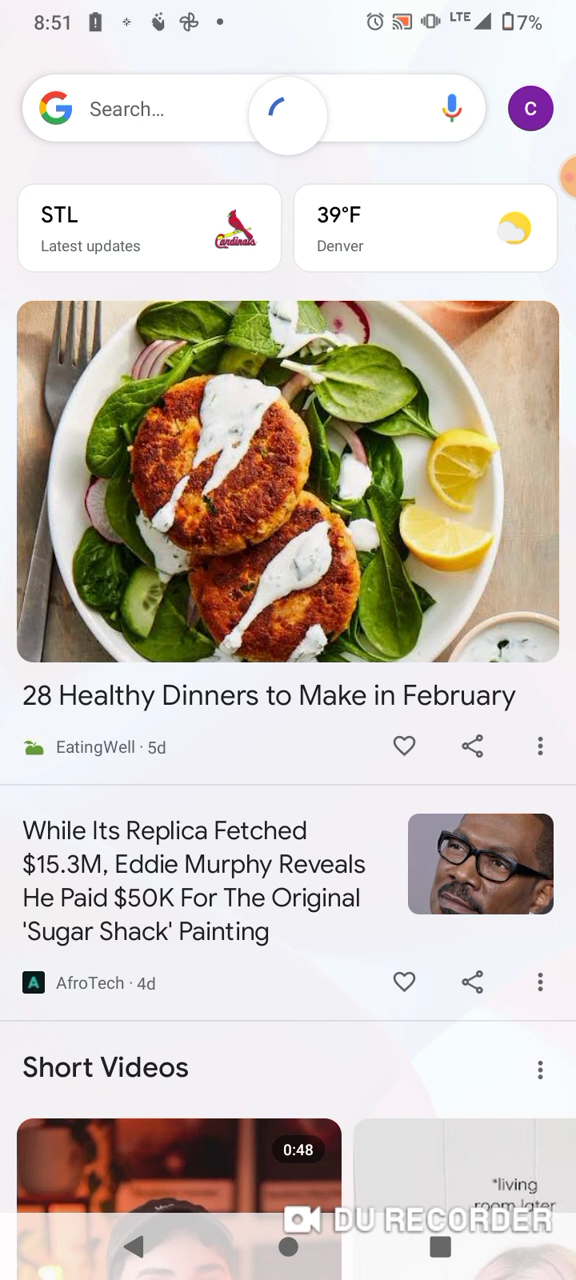 8:51
LTE 7%
Search...
C
STL
Latest updates
Cardinals
39°F
Denver
28 Healthy Dinners to Make in February
EatingWell · 5d
While Its Replica Fetched
$15.3M, Eddie Murphy Reveals
He Paid $50K For The Original
'Sugar Shack' Painting
A AfroTech · 4d
Short Videos
0:48
*living
room later
DU RECORDER